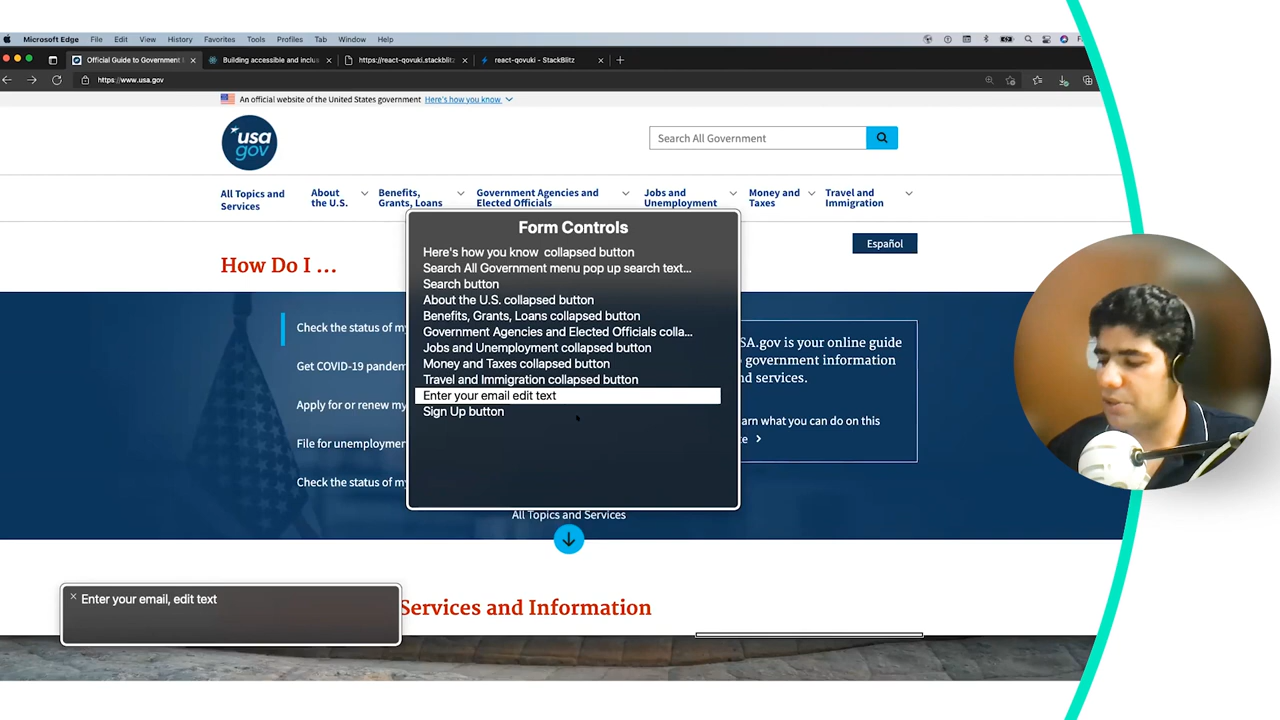 Microsoft Edge File Edit View History Favorites Tools Profiles Tab Window Help
Official Guide to Government
Building accessible and inclus
https://react-qovuki.stackblitz
react-qovuki - StackBlitz
https://www.usa.gov
An official website of the United States government Here's how you know
usa
gov
Search All Government
All Topics and
Services
About
the U.S.
Benefits,
Grants, Loans
Government Agencies and
Elected Officials
Jobs and
Unemployment
Money and
Taxes
Travel and
Immigration
Español
How Do I ...
Check the status of my
Get COVID-19 pandem
Apply for or renew my
File for unemploymen
Check the status of my
Form Controls
Here's how you know collapsed button
Search All Government menu pop up search text...
Search button
About the U.S. collapsed button
Benefits, Grants, Loans collapsed button
Government Agencies and Elected Officials colla...
Jobs and Unemployment collapsed button
Money and Taxes collapsed button
Travel and Immigration collapsed button
Enter your email edit text
Sign Up button
SA.gov is your online guide
government information
nd services.
arn what you can do on this
All Topics and Services
Enter your email, edit text
Services and Information